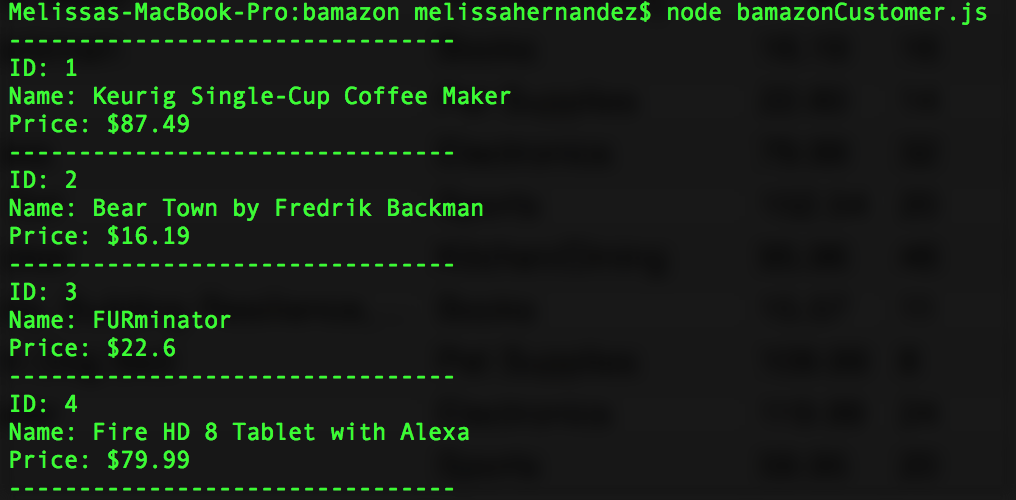 Melissas-MacBook-Pro:bamazon melissahernandez$ node bamazonCustomer.js
--------------------------------
ID: 1
Name: Keurig Single-Cup Coffee Maker
Price: $87.49
--------------------------------
ID: 2
Name: Bear Town by Fredrik Backman
Price: $16.19
--------------------------------
ID: 3
Name: FURminator
Price: $22.6
--------------------------------
ID: 4
Name: Fire HD 8 Tablet with Alexa
Price: $79.99
--------------------------------